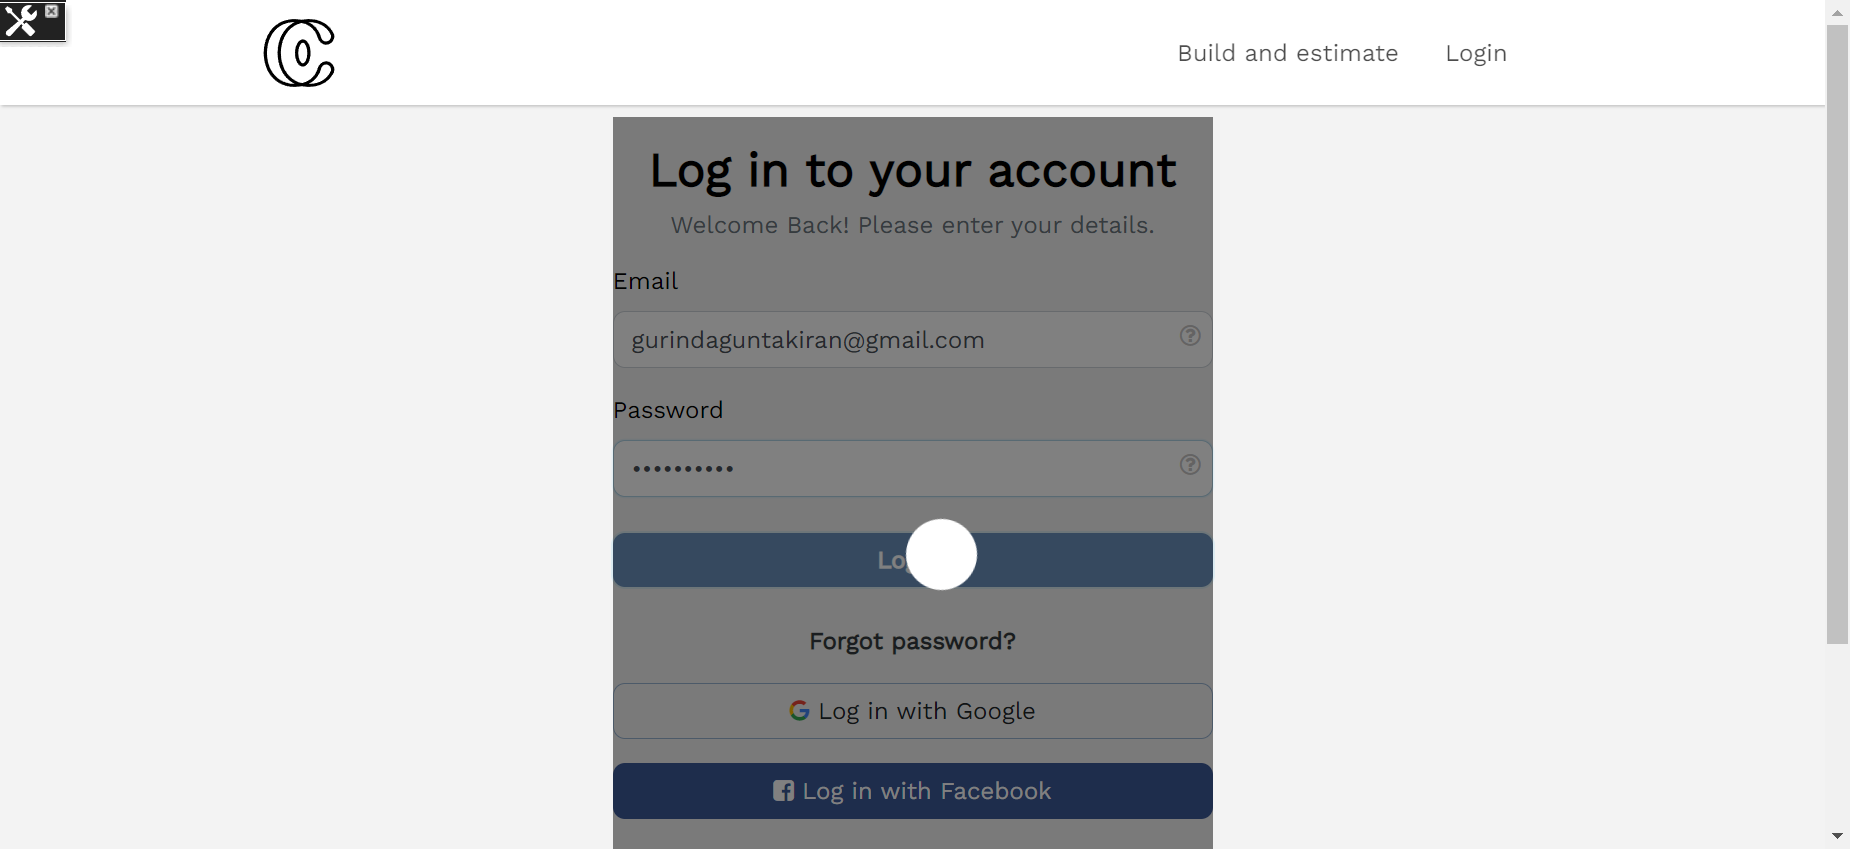 Build and estimate Login
Log in to your account
Welcome Back! Please enter your details.
Email
gurindaguntakiran@gmail.com
Password
Forgot password?
Log in with Google
Log in with Facebook